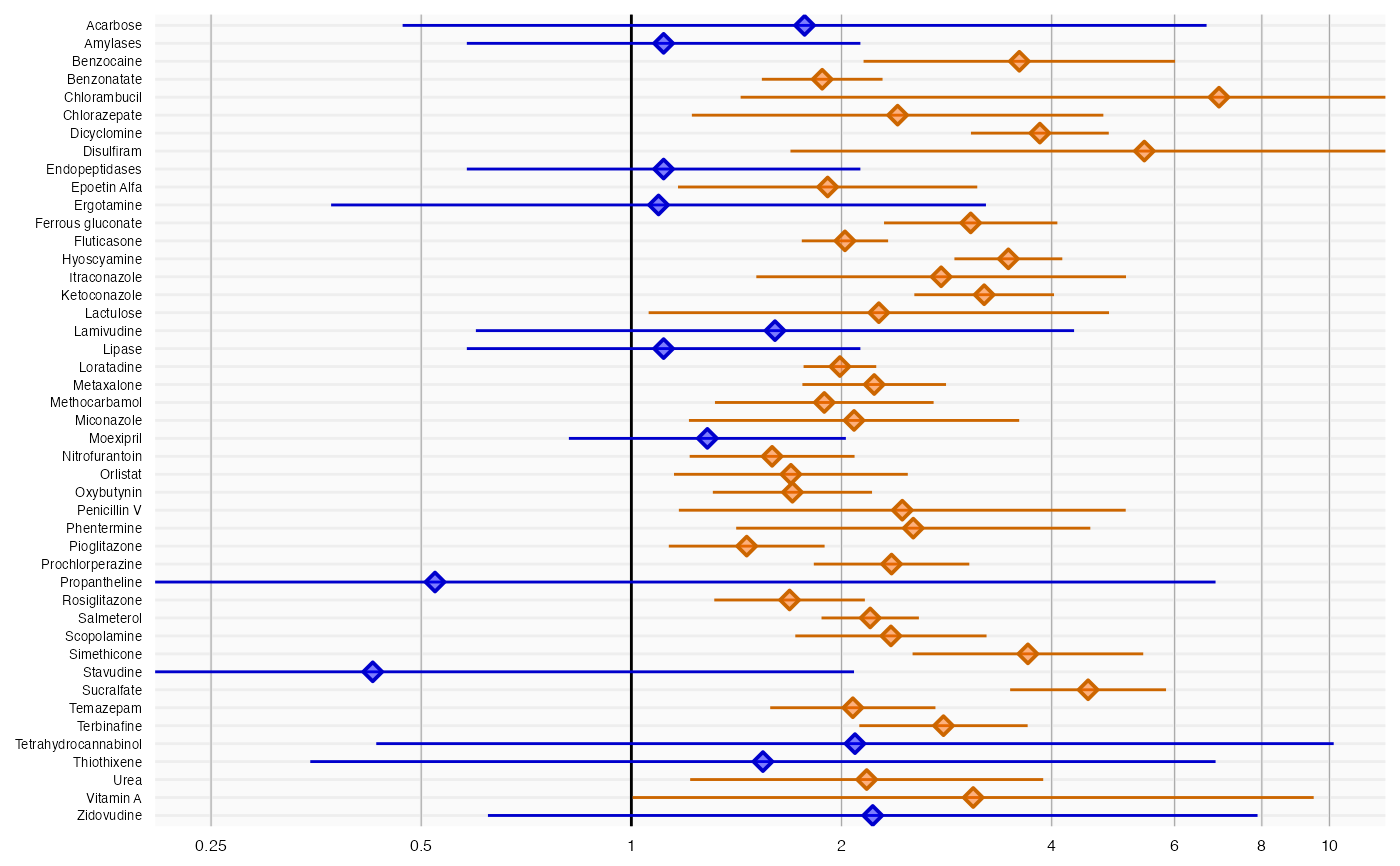 Acarbose
Amylases
Benzocaine
Benzonatate
Chlorambucil
Chlorazepate
Dicyclomine
Disulfiram
Endopeptidases
Epoetin Alfa
Ergotamine
Ferrous gluconate
Fluticasone
Hyoscyamine
Itraconazole
Ketoconazole
Lactulose
Lamivudine
Lipase
Loratadine
Metaxalone
Methocarbamol
Miconazole
Moexipril
Nitrofurantoin
Orlistat
Oxybutynin
Penicillin V
Phentermine
Pioglitazone
Prochlorperazine
Propantheline
Rosiglitazone
Salmeterol
Scopolamine
Simethicone
Stavudine
Sucralfate
Temazepam
Terbinafine
Tetrahydrocannabinol
Thiothixene
Urea
Vitamin A
Zidovudine
0.25 0.5 1 2 4 6 8 10